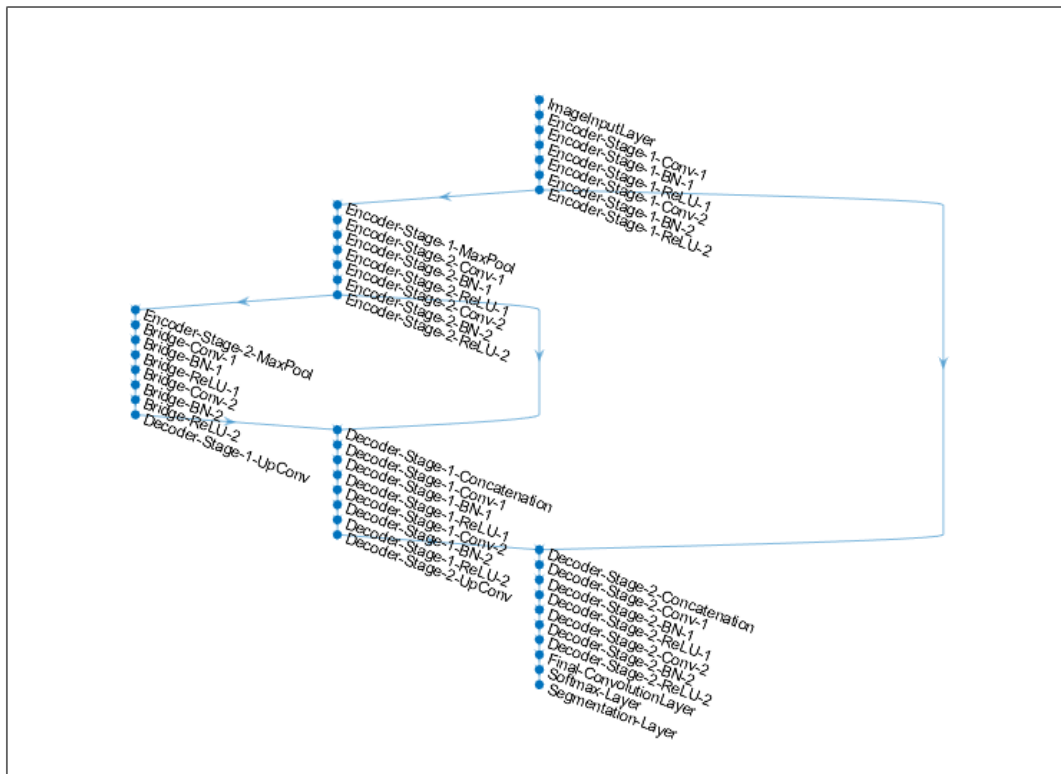 ImageInputLayer
Encoder-Stage-1-Conv-1
Encoder-Stage-1-BN-1
Encoder-Stage-1-ReLU-1
Encoder-Stage-1-Conv-2
Encoder-Stage-1-BN-2
Encoder-Stage-1-ReLU-2
Encoder-Stage-1-MaxPool
Encoder-Stage-2-Conv-1
Encoder-Stage-2-BN-1
Encoder-Stage-2-ReLU-1
Encoder-Stage-2-Conv-2
Encoder-Stage-2-BN-2
Encoder-Stage-2-ReLU-2
Encoder-Stage-2-MaxPool
Bridge-Conv-1
Bridge-BN-1
Bridge-ReLU-1
Bridge-Conv-2
Bridge-BN-2
Bridge-ReLU-2
Decoder-Stage-1-UpConv
Decoder-Stage-1-Concatenation
Decoder-Stage-1-Conv-1
Decoder-Stage-1-BN-1
Decoder-Stage-1-ReLU-1
Decoder-Stage-1-Conv-2
Decoder-Stage-1-BN-2
Decoder-Stage-1-ReLU-2
Decoder-Stage-2-UpConv
Decoder-Stage-2-Concatenation
Decoder-Stage-2-Conv-1
Decoder-Stage-2-BN-1
Decoder-Stage-2-ReLU-1
Decoder-Stage-2-Conv-2
Decoder-Stage-2-BN-2
Decoder-Stage-2-ReLU-2
Final-ConvolutionLayer
Softmax-Layer
Segmentation-Layer